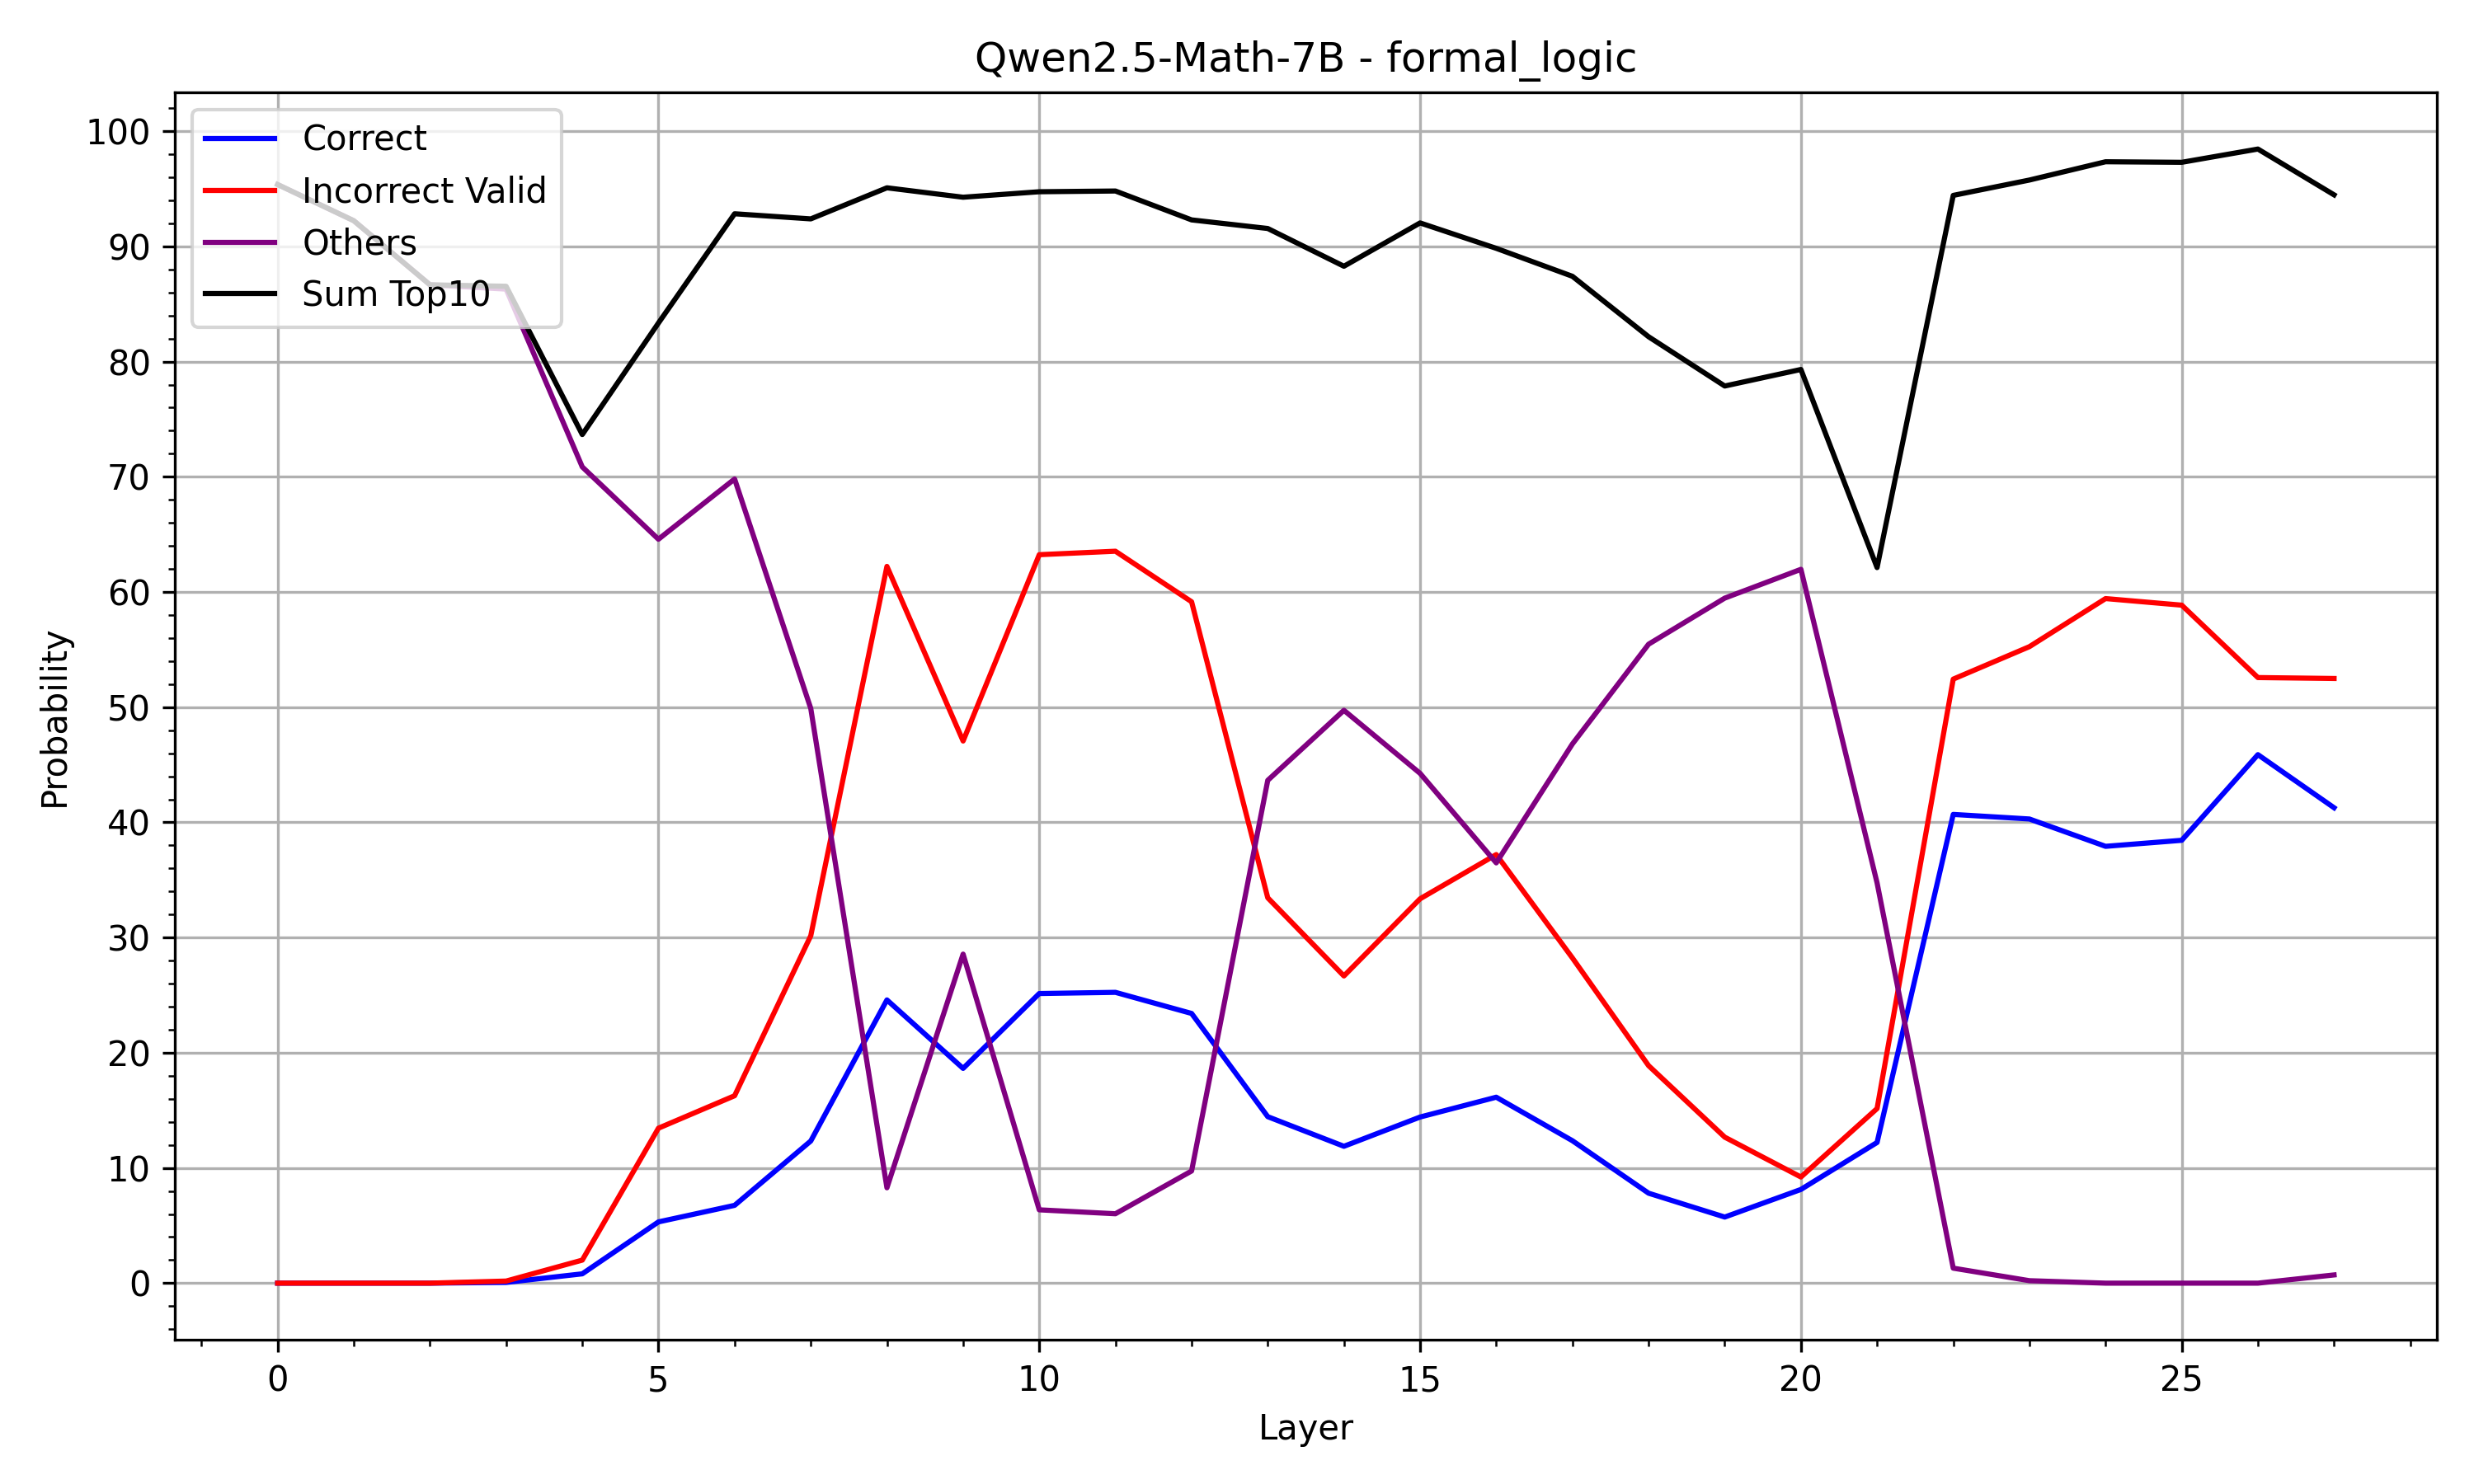 Qwen2.5-Math-7B - formal_logic
Correct
Incorrect Valid
Others
Sum Top10
100
90
80
70
60
50
40
30
20
10
0
Probability
0 5 10 15 20 25
Layer